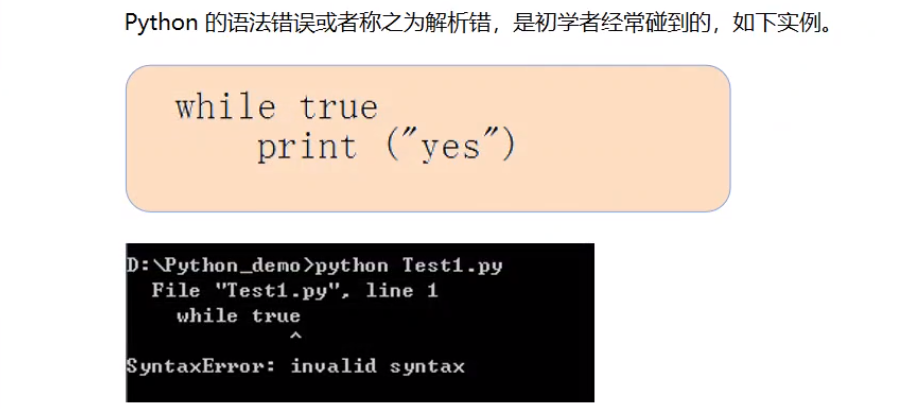 Python 的语法错误或者称之为解析错，是初学者经常碰到的，如下实例。
while true
    print ("yes")
D:\Python_demo>python Test1.py
  File "Test1.py", line 1
    while true
             ^
SyntaxError: invalid syntax